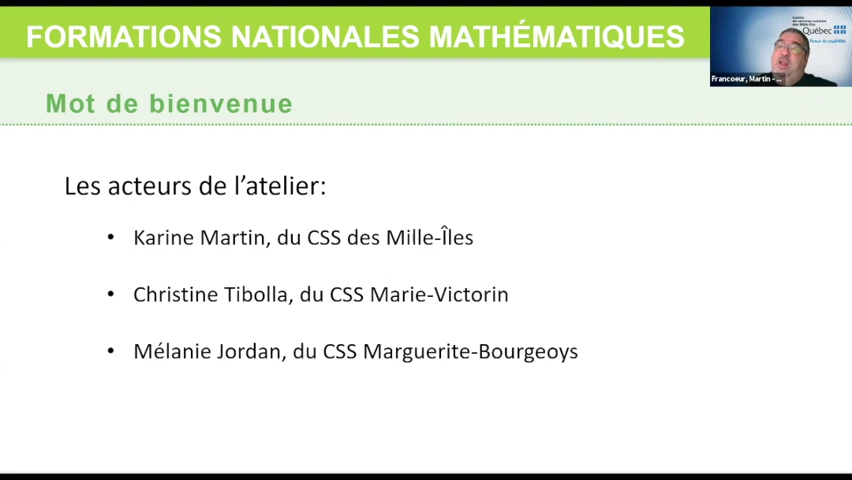 FORMATIONS NATIONALES MATHÉMATIQUES
Québec
Francoeur, Martin - ...
Mot de bienvenue
Les acteurs de l'atelier:
• Karine Martin, du CSS des Mille-Îles
• Christine Tibolla, du CSS Marie-Victorin
• Mélanie Jordan, du CSS Marguerite-Bourgeoys